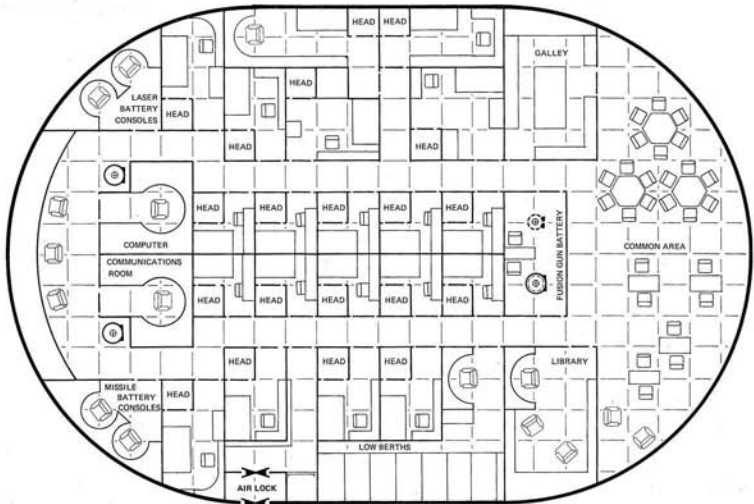 HEAD
HEAD
GALLEY
LASER
BATTERY
CONSOLES
HEAD
HEAD
HEAD
HEAD
HEAD
HEAD
HEAD
HEAD
HEAD
HEAD
COMPUTER
COMMUNICATIONS
ROOM
FUSION GUN BATTERY
COMMON AREA
HEAD
HEAD
HEAD
HEAD
HEAD
HEAD
HEAD
HEAD
LIBRARY
MISSILE
BATTERY
CONSOLES
HEAD
LOW BERTHS
AIR LOCK